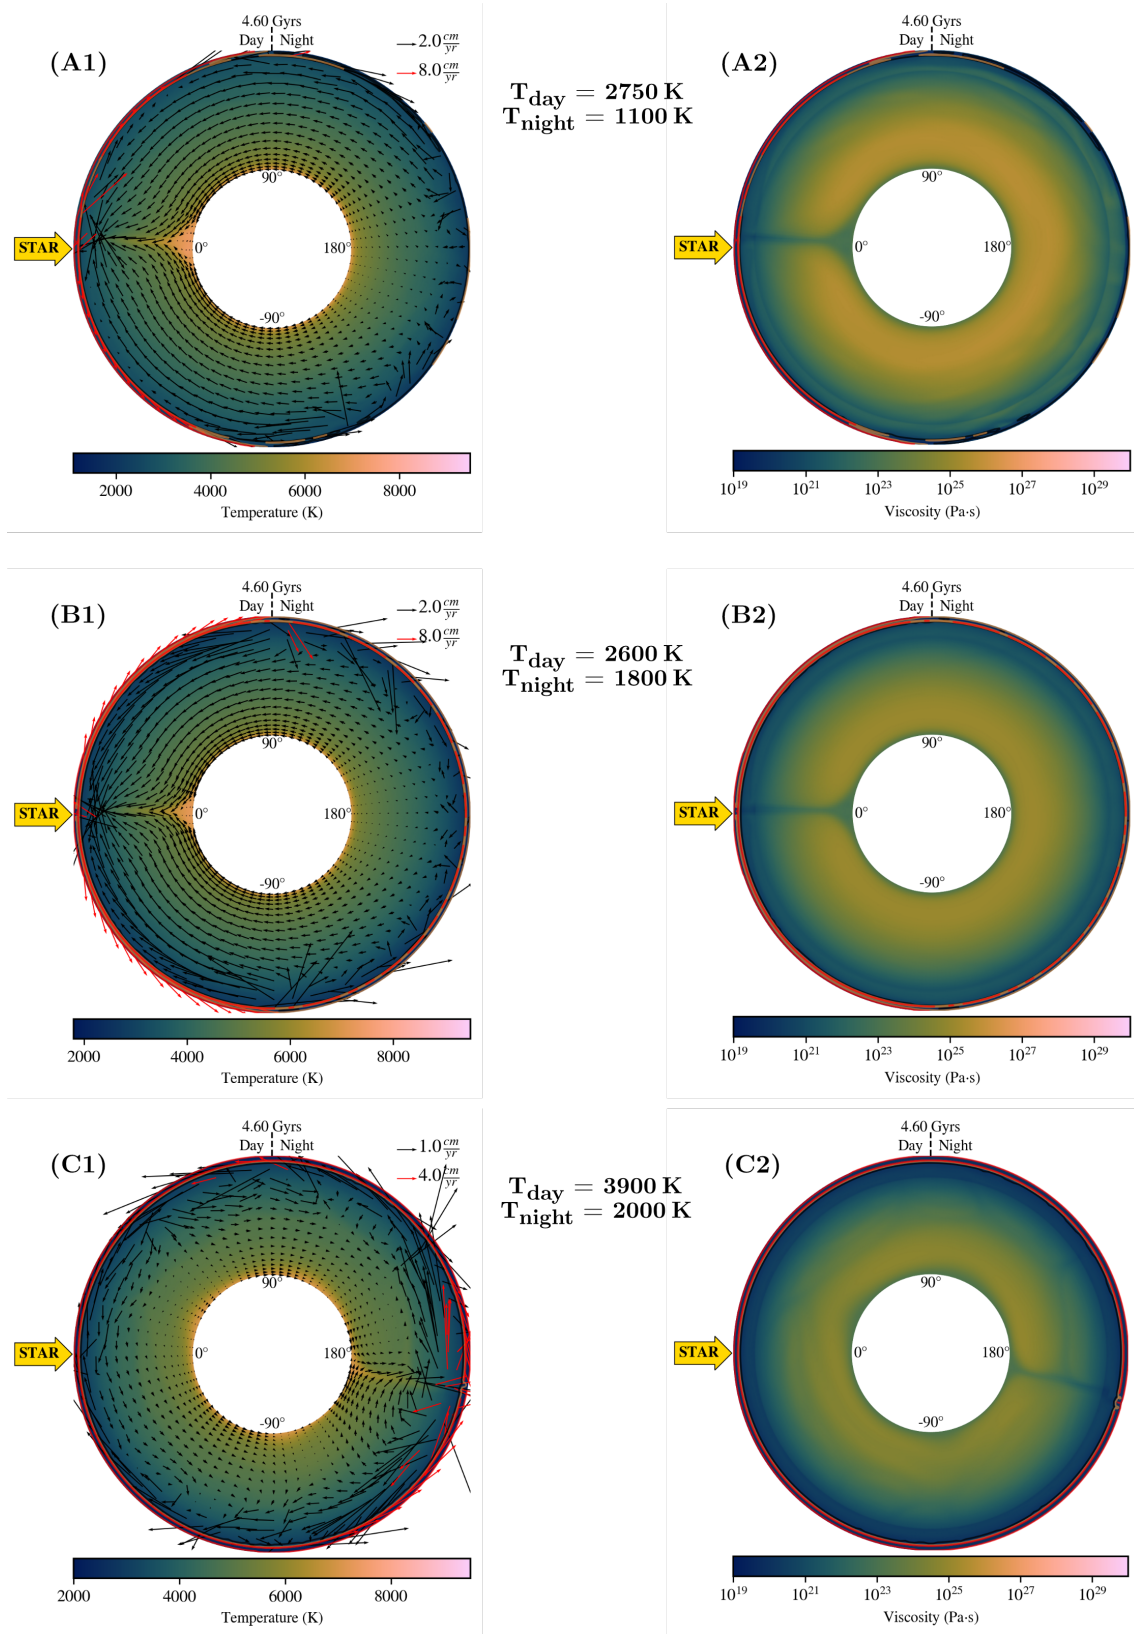 4.60 Gyrs
Day Night
(A1)
2.0 cm/yr
8.0 cm/yr
STAR
90°
0°
180°
-90°
2000 4000 6000 8000
Temperature (K)
T_day = 2750 K
T_night = 1100 K
4.60 Gyrs
Day Night
(A2)
STAR
90°
0°
180°
-90°
10^19 10^21 10^23 10^25 10^27 10^29
Viscosity (Pa·s)
4.60 Gyrs
Day Night
(B1)
2.0 cm/yr
8.0 cm/yr
STAR
90°
0°
180°
-90°
2000 4000 6000 8000
Temperature (K)
T_day = 2600 K
T_night = 1800 K
4.60 Gyrs
Day Night
(B2)
STAR
90°
0°
180°
-90°
10^19 10^21 10^23 10^25 10^27 10^29
Viscosity (Pa·s)
4.60 Gyrs
Day Night
(C1)
1.0 cm/yr
4.0 cm/yr
STAR
90°
0°
180°
-90°
2000 4000 6000 8000
Temperature (K)
T_day = 3900 K
T_night = 2000 K
4.60 Gyrs
Day Night
(C2)
STAR
90°
0°
180°
-90°
10^19 10^21 10^23 10^25 10^27 10^29
Viscosity (Pa·s)